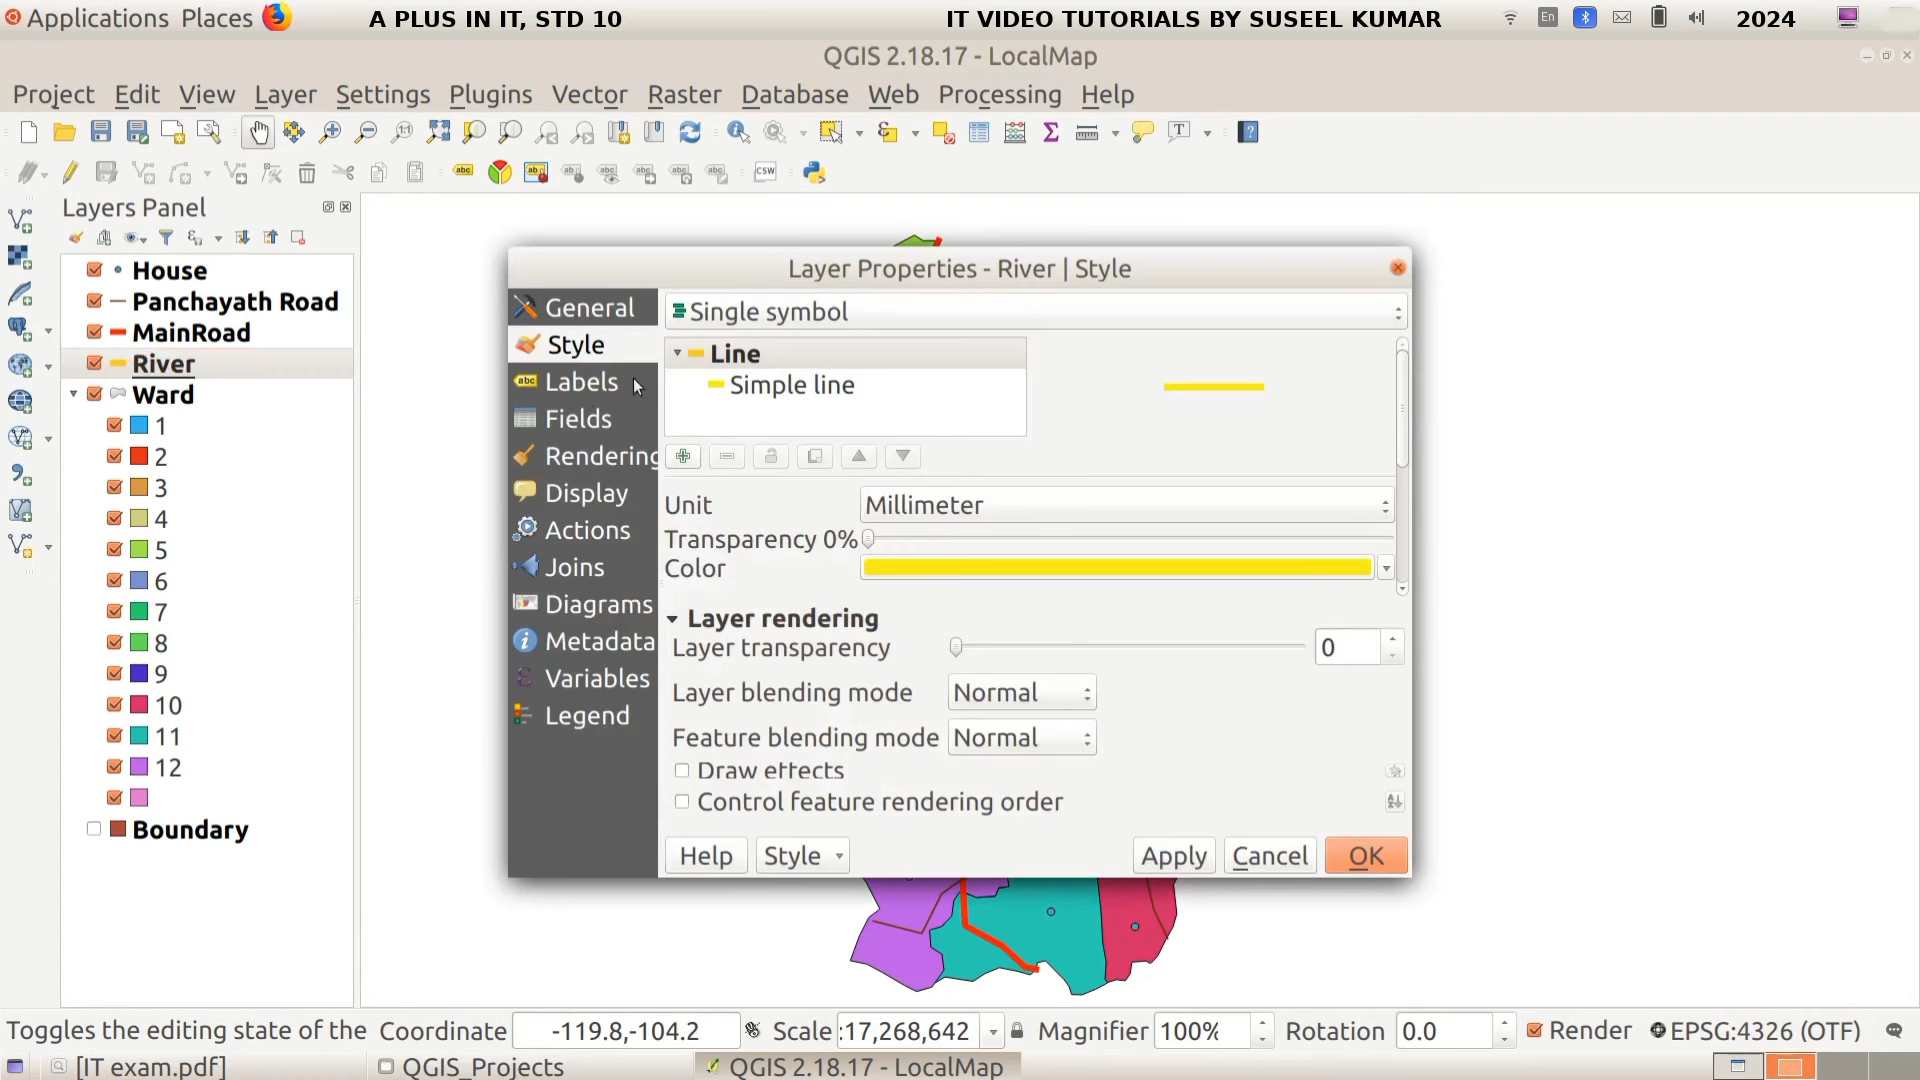 Applications Places A PLUS IN IT, STD 10 IT VIDEO TUTORIALS BY SUSEEL KUMAR En 2024
QGIS 2.18.17 - LocalMap
Project Edit View Layer Settings Plugins Vector Raster Database Web Processing Help
Layers Panel
House
Panchayath Road
MainRoad
River
Ward
1
2
3
4
5
6
7
8
9
10
11
12
Boundary
Layer Properties - River | Style
General
Style
Labels
Fields
Rendering
Display
Actions
Joins
Diagrams
Metadata
Variables
Legend
Single symbol
Line
Simple line
Unit Millimeter
Transparency 0%
Color
Layer rendering
Layer transparency 0
Layer blending mode Normal
Feature blending mode Normal
Draw effects
Control feature rendering order
Help Style Apply Cancel OK
Toggles the editing state of the Coordinate -119.8,-104.2 Scale :17,268,642 Magnifier 100% Rotation 0.0 Render EPSG:4326 (OTF)
[IT exam.pdf] QGIS_Projects QGIS 2.18.17 - LocalMap